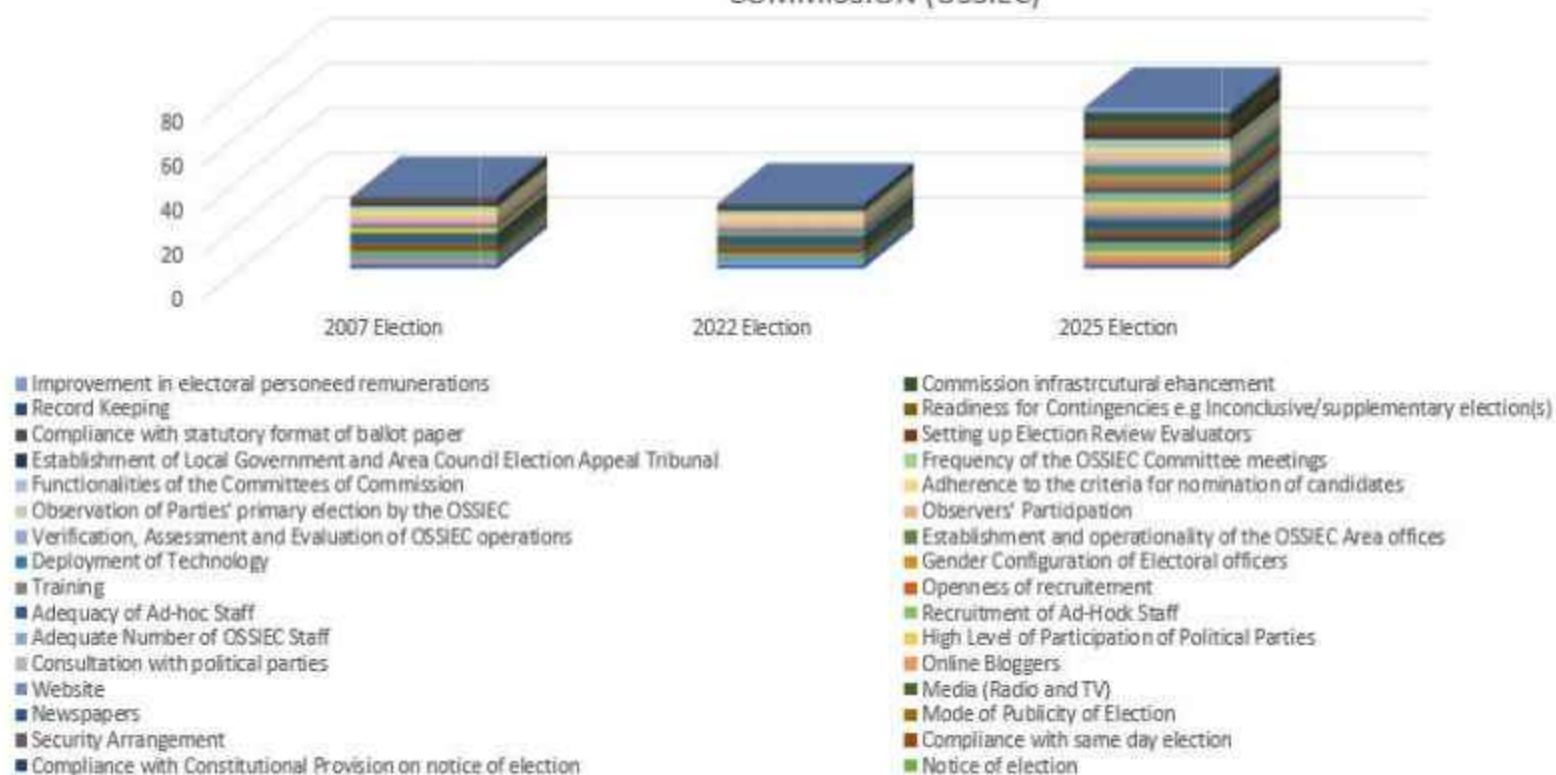 COMMISSION (OSSIEC)
80
60
40
20
0
2007 Election
2022 Election
2025 Election
Improvement in electoral personeed remunerations
Commission infrastrcutural ehancement
Record Keeping
Readiness for Contingencies e.g Inconclusive/supplementary election(s)
Compliance with statutory format of ballot paper
Setting up Election Review Evaluators
Establishment of Local Government and Area Council Election Appeal Tribunal
Frequency of the OSSIEC Committee meetings
Functionalities of the Committees of Commission
Adherence to the criteria for nomination of candidates
Observation of Parties' primary election by the OSSIEC
Observers' Participation
Verification, Assessment and Evaluation of OSSIEC operations
Establishment and operationality of the OSSIEC Area offices
Deployment of Technology
Gender Configuration of Electoral officers
Training
Openness of recruitement
Adequacy of Ad-hoc Staff
Recruitment of Ad-Hock Staff
Adequate Number of OSSIEC Staff
High Level of Participation of Political Parties
Consultation with political parties
Online Bloggers
Website
Media (Radio and TV)
Newspapers
Mode of Publicity of Election
Security Arrangement
Compliance with same day election
Compliance with Constitutional Provision on notice of election
Notice of election